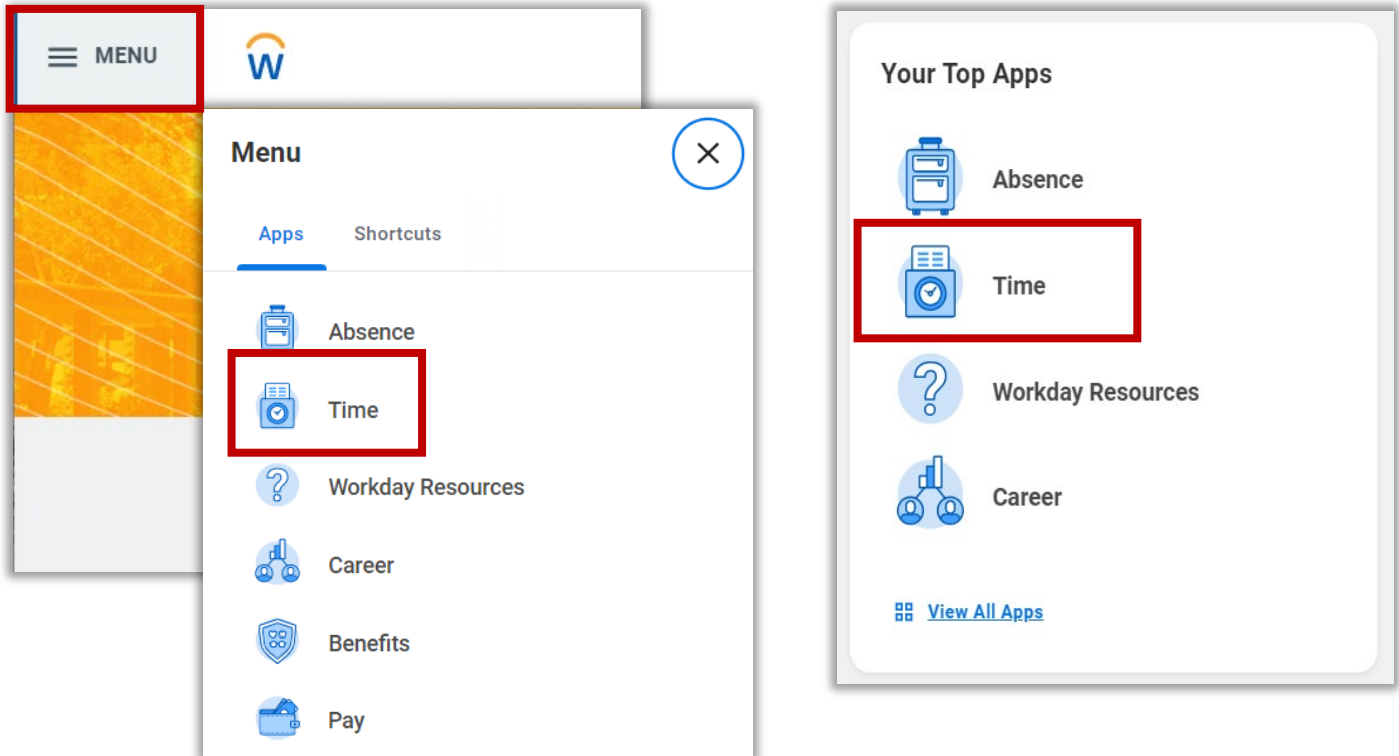 MENU
W
Menu
Apps
Shortcuts
Absence
Time
Workday Resources
Career
Benefits
Pay
Your Top Apps
Absence
Time
Workday Resources
Career
View All Apps